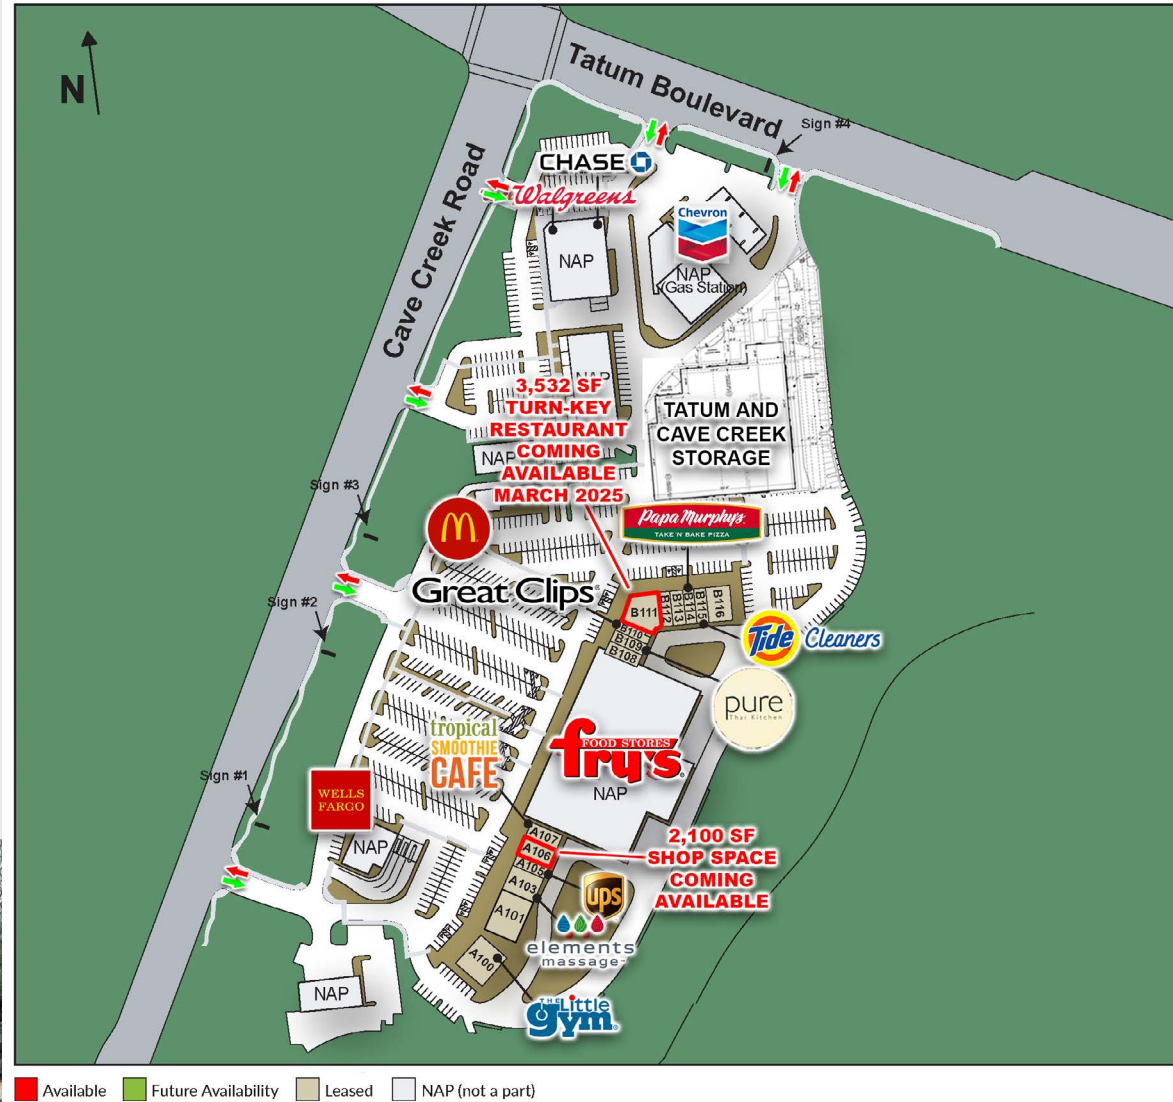 N
Tatum Boulevard
Sign #4
Cave Creek Road
CHASE
Walgreens
NAP
Chevron
NAP
(Gas Station)
NAP
3,532 SF
TURN-KEY
RESTAURANT
COMING
AVAILABLE
MARCH 2025
TATUM AND
CAVE CREEK
STORAGE
NAP
Sign #3
M
Papa Murphy's
TAKE 'N' BAKE PIZZA
Great Clips
B111
B112
B113
B114
B115
B116
B110
B109
B108
Sign #2
Tide Cleaners
pure
Thai Kitchen
tropical
SMOOTHIE
CAFE
fry's
FOOD STORES
NAP
Sign #1
WELLS
FARGO
NAP
A107
A106
A105
A103
A101
A100
2,100 SF
SHOP SPACE
COMING
AVAILABLE
ups
elements
massage
THE Little
gym
NAP
Available
Future Availability
Leased
NAP (not a part)